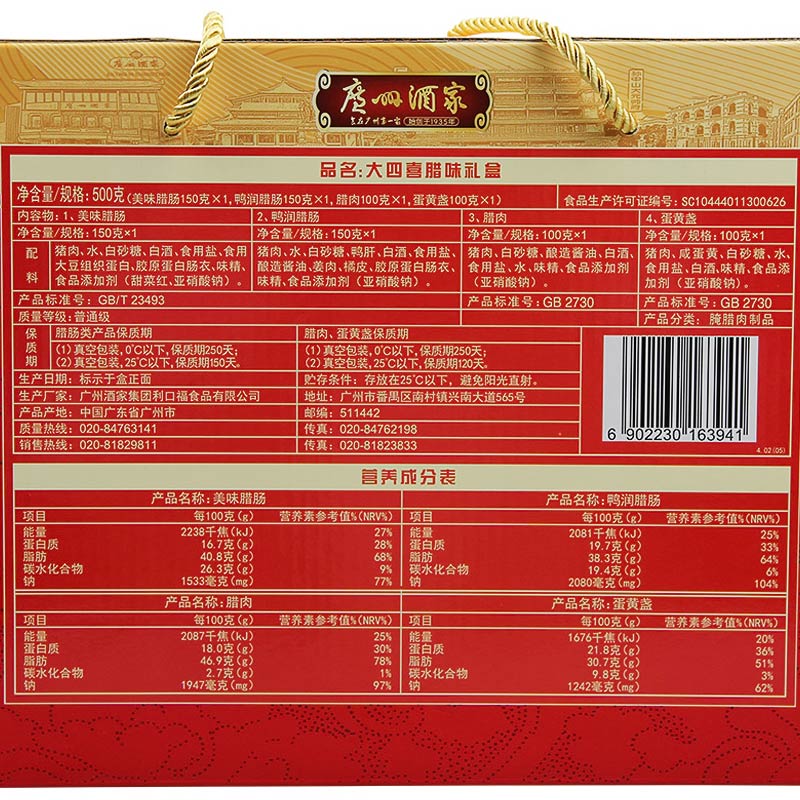 廣州酒家
廣州酒家
食在广州第一家 始创于1935年
品名:大四喜腊味礼盒
净含量/规格:500克(美味腊肠150克×1,鸭润腊肠150克×1,腊肉100克×1,蛋黄盏100克×1)
食品生产许可证编号:SC10444011300626
内容物:1、美味腊肠 2、鸭润腊肠 3、腊肉 4、蛋黄盏
净含量/规格:150克×1 净含量/规格:150克×1 净含量/规格:100克×1 净含量/规格:100克×1
配料
猪肉、水、白砂糖、白酒、食用盐、食用
大豆组织蛋白、胶原蛋白肠衣、味精、
食品添加剂(甜菜红、亚硝酸钠)。
猪肉、水、白砂糖、鸭肝、白酒、食用盐、
酿造酱油、姜肉、橘皮、胶原蛋白肠衣、
味精、食品添加剂(亚硝酸钠)。
猪肉、白砂糖、酿造酱油、白酒、
食用盐、水、味精、食品添加剂
(亚硝酸钠)。
猪肉、咸蛋黄、白砂糖、水、
食用盐、白酒、味精、食品添
加剂(亚硝酸钠)。
产品标准号:GB/T 23493 产品标准号:GB 2730 产品标准号:GB 2730
质量等级:普通级 产品分类:腌腊肉制品
保质期
腊肠类产品保质期
(1)真空包装,0℃以下,保质期250天;
(2)真空包装,25℃以下,保质期150天。
腊肉、蛋黄盏保质期
(1)真空包装,0℃以下,保质期250天;
(2)真空包装,25℃以下,保质期120天。
生产日期:标示于盒正面 贮存条件:存放在25℃以下,避免阳光直射。
生产厂家:广州酒家集团利口福食品有限公司 地址:广州市番禺区南村镇兴南大道565号
产品产地:中国广东省广州市 邮编:511442
质量热线:020-84763141 传真:020-84762198
销售热线:020-81829811 传真:020-81823833
6 902230 163941
4.02(05)
营养成分表
产品名称:美味腊肠 产品名称:鸭润腊肠
项目 每100克(g) 营养素参考值%(NRV%) 项目 每100克(g) 营养素参考值%(NRV%)
能量 2238千焦(kJ) 27% 能量 2081千焦(kJ) 25%
蛋白质 16.7克(g) 28% 蛋白质 19.7克(g) 33%
脂肪 40.8克(g) 68% 脂肪 38.3克(g) 64%
碳水化合物 26.3克(g) 9% 碳水化合物 19.4克(g) 6%
钠 1533毫克(mg) 77% 钠 2080毫克(mg) 104%
产品名称:腊肉 产品名称:蛋黄盏
项目 每100克(g) 营养素参考值%(NRV%) 项目 每100克(g) 营养素参考值%(NRV%)
能量 2087千焦(kJ) 25% 能量 1676千焦(kJ) 20%
蛋白质 18.0克(g) 30% 蛋白质 21.8克(g) 36%
脂肪 46.9克(g) 78% 脂肪 30.7克(g) 51%
碳水化合物 2.7克(g) 1% 碳水化合物 9.8克(g) 3%
钠 1947毫克(mg) 97% 钠 1242毫克(mg) 62%